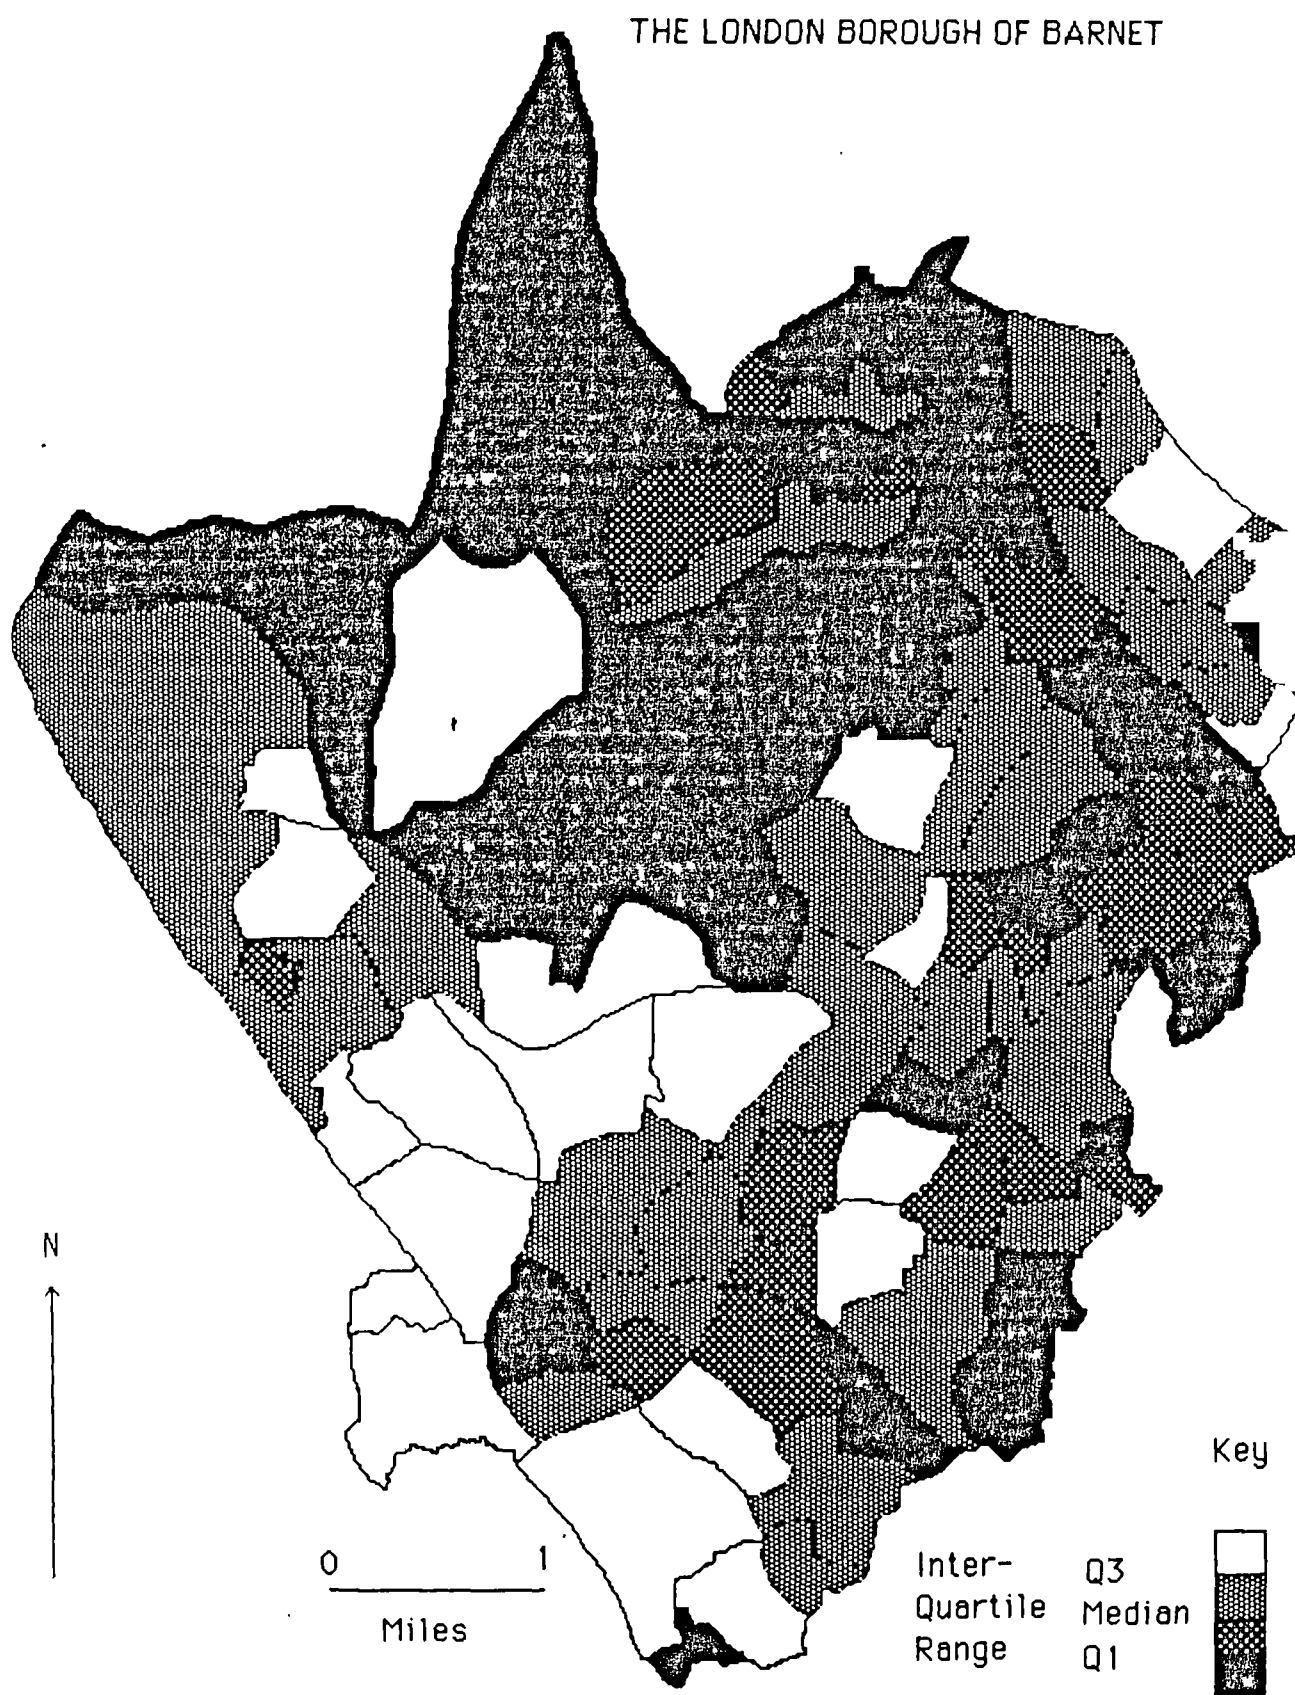 THE LONDON BOROUGH OF BARNET
N
Key
0 1
Miles
Inter- Q3
Quartile Median
Range Q1